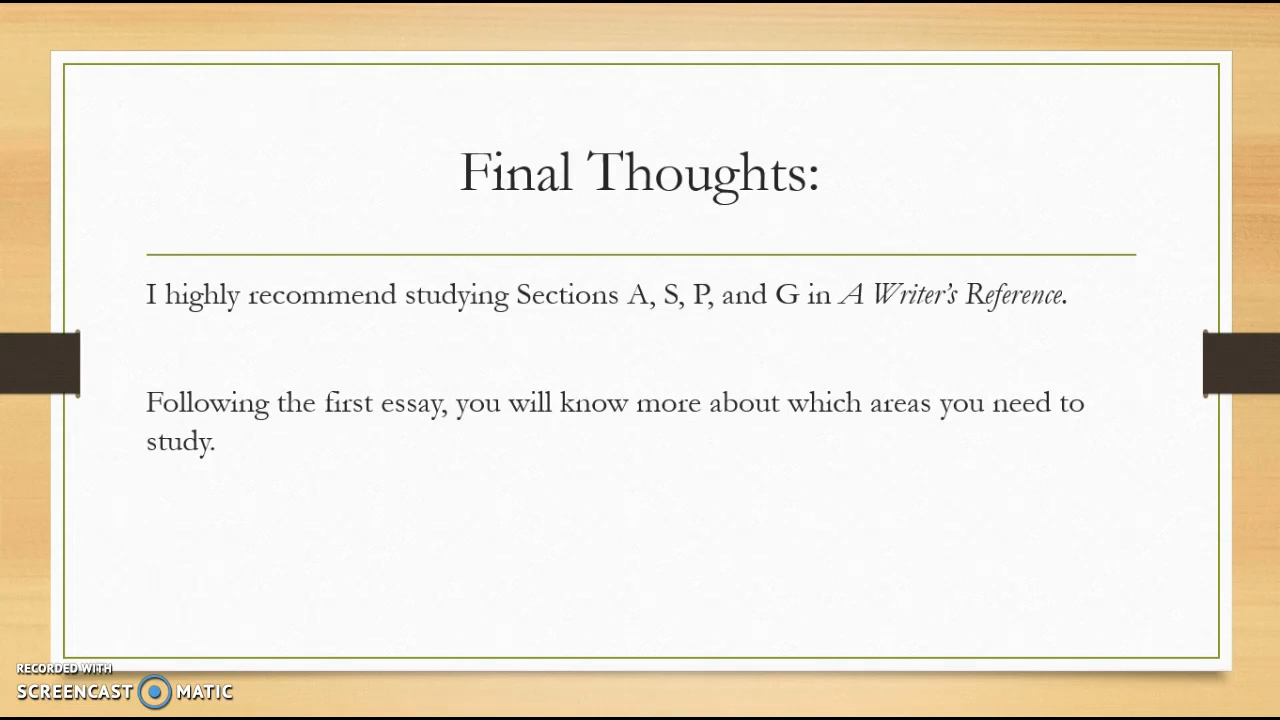 Final Thoughts:
I highly recommend studying Sections A, S, P, and G in A Writer's Reference.
Following the first essay, you will know more about which areas you need to
study.
RECORDED WITH
SCREENCAST MATIC